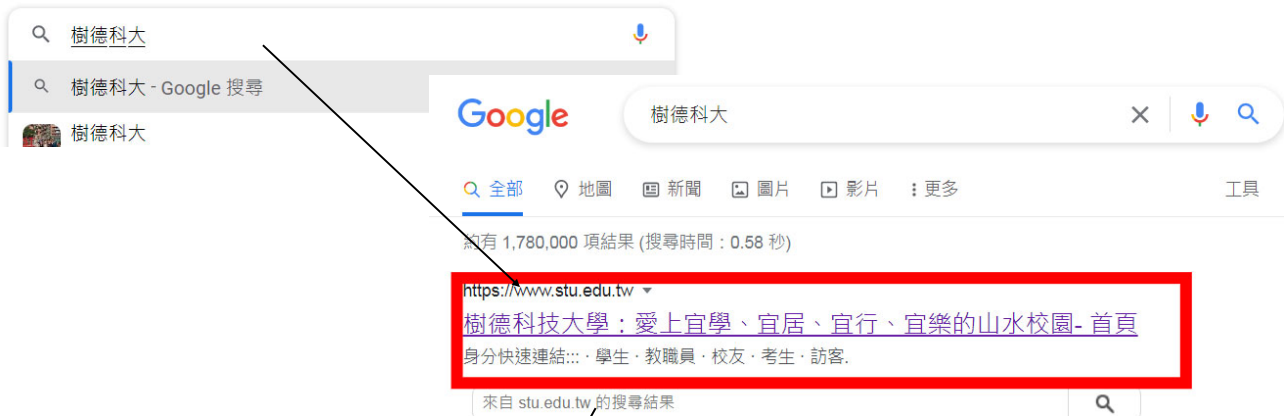 樹德科大
樹德科大 - Google 搜尋
樹德科大
Google
樹德科大
全部 地圖 新聞 圖片 影片 更多 工具
約有 1,780,000 項結果 (搜尋時間：0.58 秒)
https://www.stu.edu.tw
樹德科技大學：愛上宜學、宜居、宜行、宜樂的山水校園- 首頁
身分快速連結::: · 學生 · 教職員 · 校友 · 考生 · 訪客.
來自 stu.edu.tw 的搜尋結果